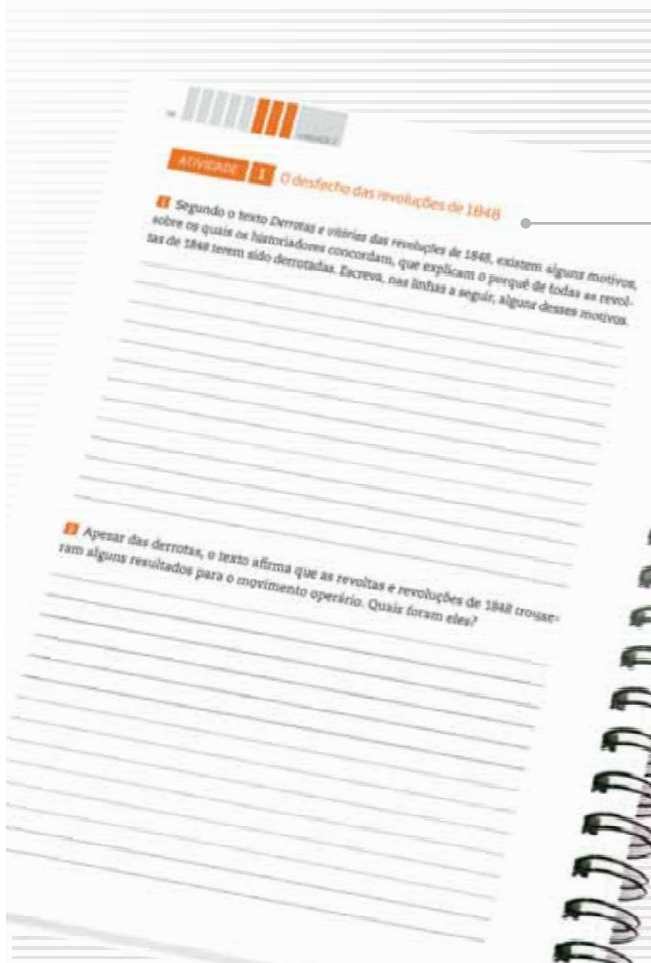 ATIVIDADE 1 O desfecho das revoluções de 1848
1 Segundo o texto Derrotas e vitórias das revoluções de 1848, existem alguns motivos,
sobre os quais os historiadores concordam, que explicam o porquê de todas as revol-
tas de 1848 terem sido derrotadas. Escreva, nas linhas a seguir, alguns desses motivos.
2 Apesar das derrotas, o texto afirma que as revoltas e revoluções de 1848 trouxe-
ram alguns resultados para o movimento operário. Quais foram eles?